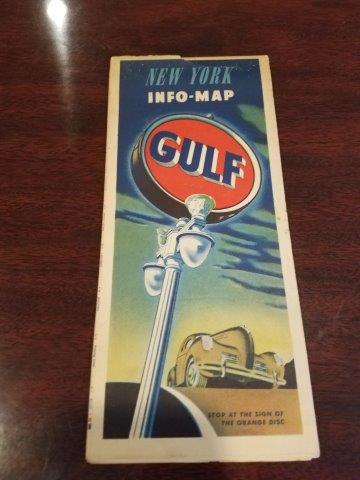 NEW YORK
INFO-MAP
GULF
STOP AT THE SIGN OF
THE ORANGE DISC